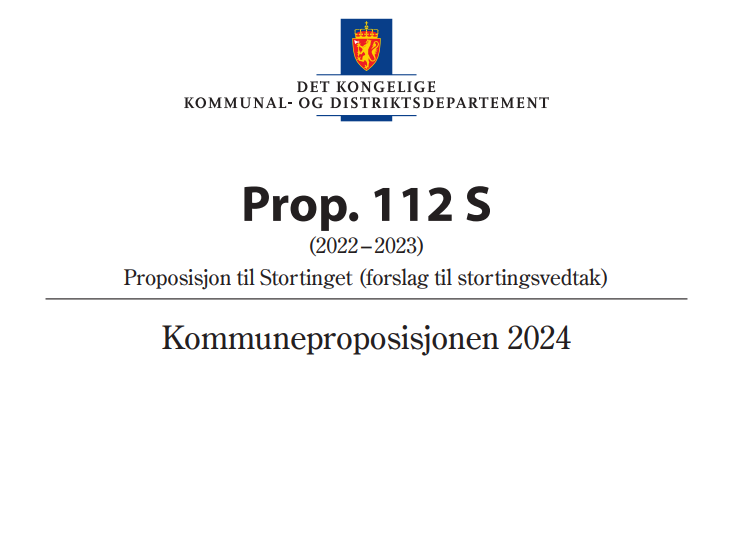 DET KONGELIGE
KOMMUNAL- OG DISTRIKTSDEPARTEMENT
Prop. 112 S
(2022–2023)
Proposisjon til Stortinget (forslag til stortingsvedtak)
Kommuneproposisjonen 2024